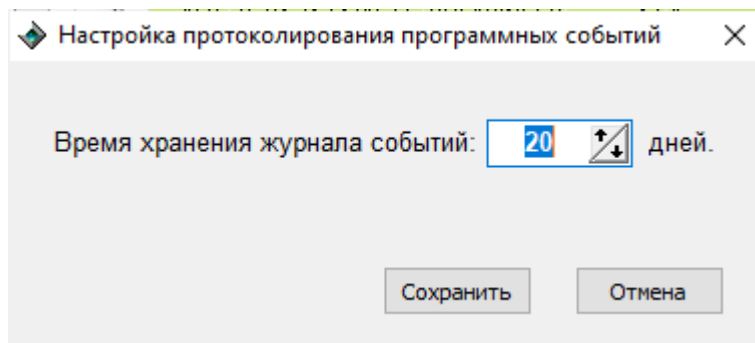 Настройка протоколирования программных событий
Время хранения журнала событий: 20 дней.
Сохранить Отмена